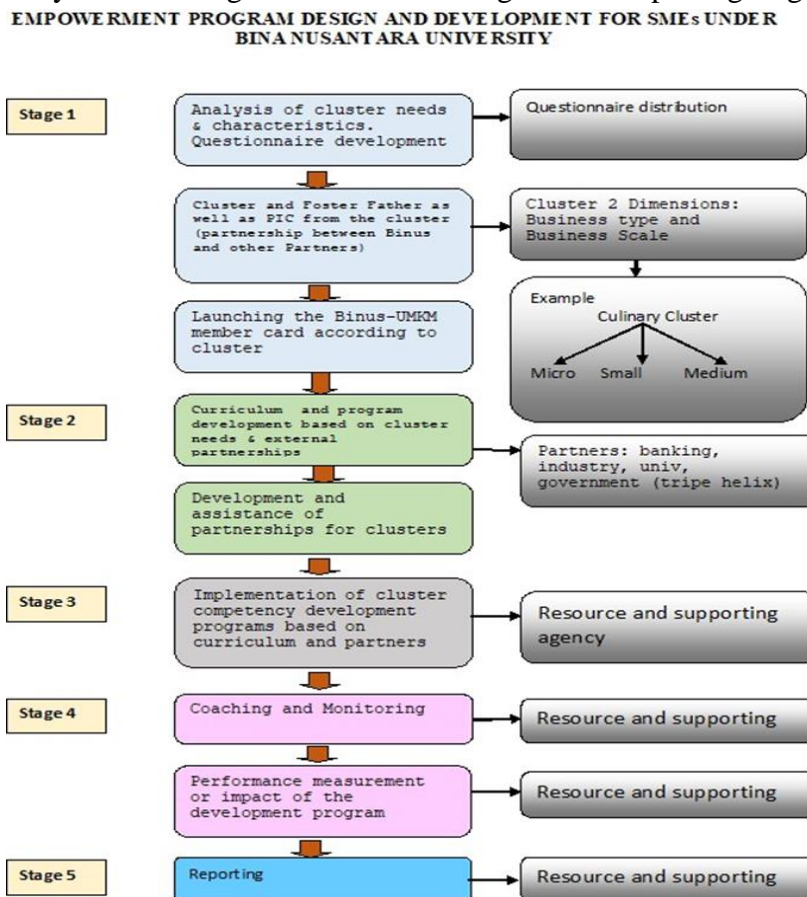 EMPOWERMENT PROGRAM DESIGN AND DEVELOPMENT FOR SMEs UNDER
BINA NUSANTARA UNIVERSITY
Stage 1
Analysis of cluster needs
& characteristics.
Questionnaire development
Questionnaire distribution
Cluster and Foster Father as
well as PIC from the cluster
(partnership between Binus
and other Partners)
Cluster 2 Dimensions:
Business type and
Business Scale
Example
Culinary Cluster
Micro Small Medium
Launching the Binus-UMKM
member card according to
cluster
Stage 2
Curriculum and program
development based on cluster
needs & external
partnerships
Partners: banking,
industry, univ,
government (tripe helix)
Development and
assistance of
partnerships for clusters
Stage 3
Implementation of cluster
competency development
programs based on
curriculum and partners
Resource and supporting
agency
Stage 4
Coaching and Monitoring
Resource and supporting
Performance measurement
or impact of the
development program
Resource and supporting
Stage 5
Reporting
Resource and supporting